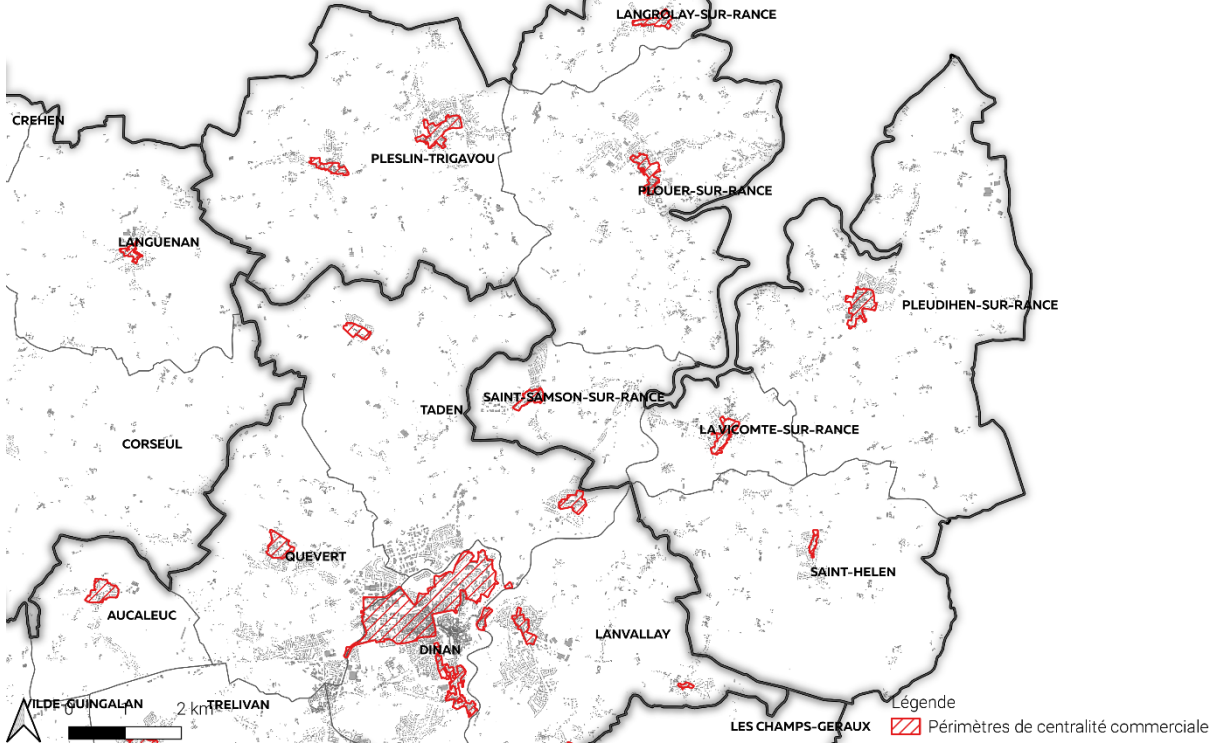 LANGROLAY-SUR-RANCE
CREHEN
PLESLIN-TRIGAVOU
PLOUER-SUR-RANCE
LANGUENAN
PLEUDIHEN-SUR-RANCE
SAINT-SAMSON-SUR-RANCE
TADEN
LA VICOMTE-SUR-RANCE
CORSEUL
QUEVERT
SAINT-HELEN
AUCALEUC
LANVALLAY
DINAN
VILDE-GUINGALAN
TRELIVAN
0 1 2 km
LES CHAMPS-GERAUX
Légende
Périmètres de centralité commerciale